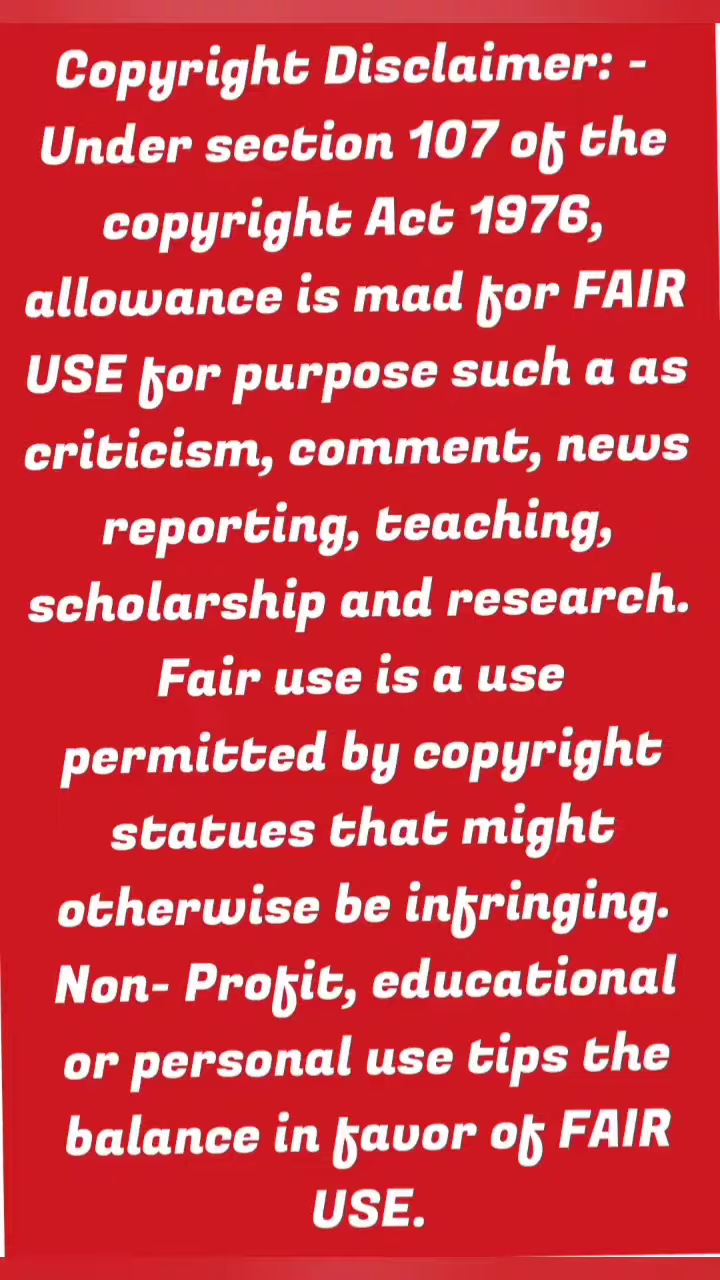 Copyright Disclaimer: -
Under section 107 of the
copyright Act 1976,
allowance is mad for FAIR
USE for purpose such a as
criticism, comment, news
reporting, teaching,
scholarship and research.
Fair use is a use
permitted by copyright
statues that might
otherwise be infringing.
Non- Profit, educational
or personal use tips the
balance in favor of FAIR
USE.